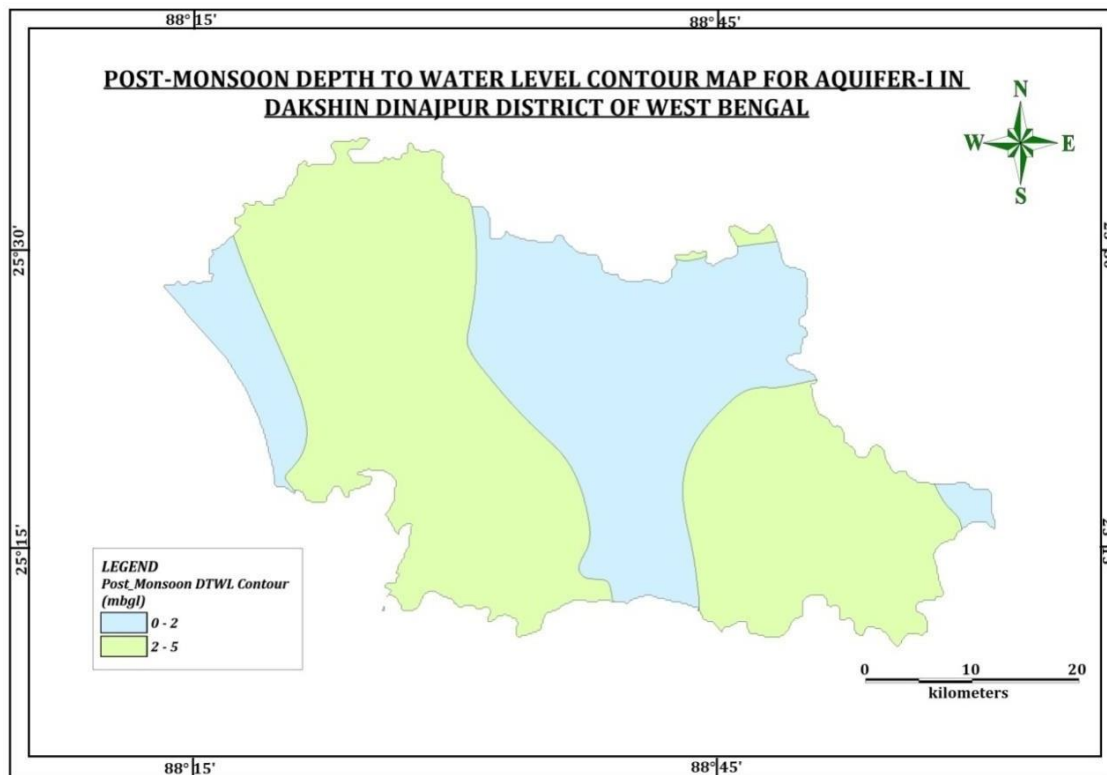 88° 15'
88° 45'
POST-MONSOON DEPTH TO WATER LEVEL CONTOUR MAP FOR AQUIFER-I IN
DAKSHIN DINAJPUR DISTRICT OF WEST BENGAL
N
W
E
S
25° 30'
25° 15'
LEGEND
Post_Monsoon DTWL Contour
(mbgl)
0 - 2
2 - 5
0 10 20
kilometers
88° 15'
88° 45'